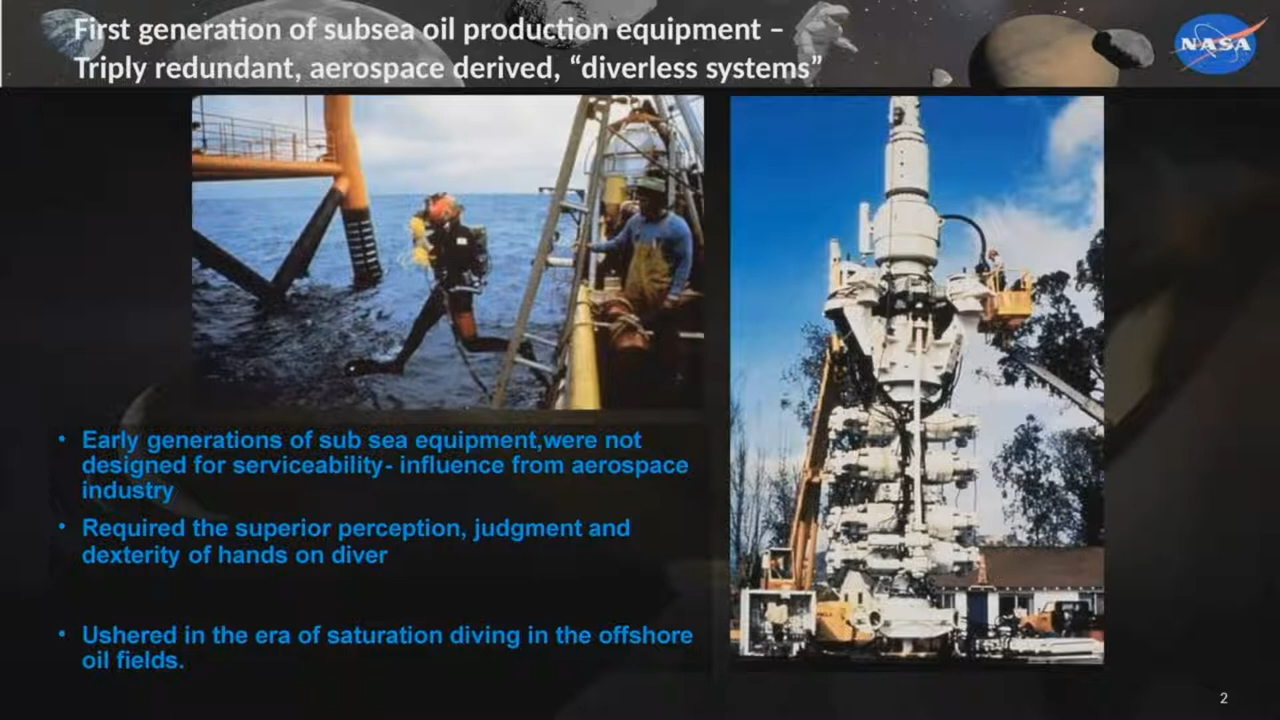 First generation of subsea oil production equipment –
Triply redundant, aerospace derived, “diverless systems”
NASA
• Early generations of sub sea equipment,were not
designed for serviceability- influence from aerospace
industry
• Required the superior perception, judgment and
dexterity of hands on diver
• Ushered in the era of saturation diving in the offshore
oil fields.
2